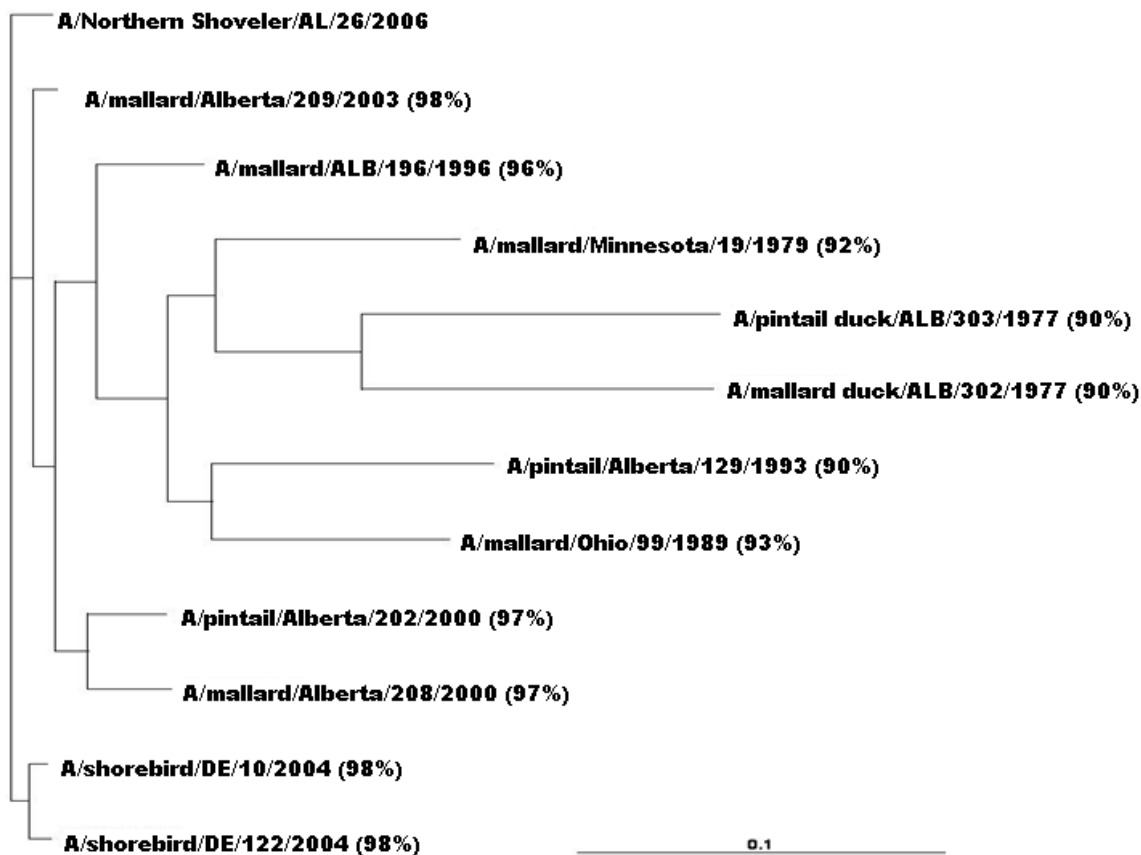 A/Northern Shoveler/AL/26/2006
A/mallard/Alberta/209/2003 (98%)
A/mallard/ALB/196/1996 (96%)
A/mallard/Minnesota/19/1979 (92%)
A/pintail duck/ALB/303/1977 (90%)
A/mallard duck/ALB/302/1977 (90%)
A/pintail/Alberta/129/1993 (90%)
A/mallard/Ohio/99/1989 (93%)
A/pintail/Alberta/202/2000 (97%)
A/mallard/Alberta/208/2000 (97%)
A/shorebird/DE/10/2004 (98%)
A/shorebird/DE/122/2004 (98%)
0.1